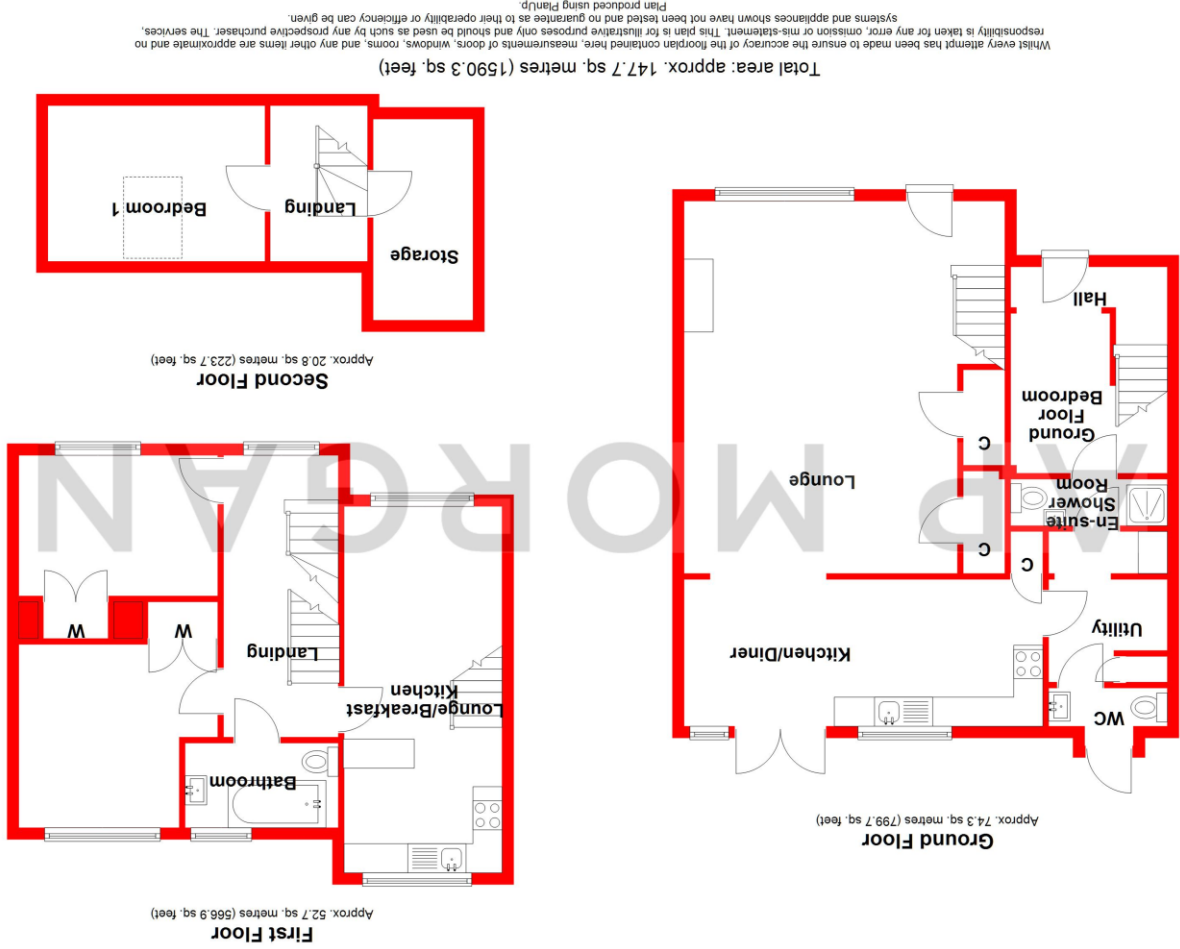 Ground Floor
Approx. 74.3 sq. metres (799.7 sq. feet)
WC
Utility
Kitchen/Diner
C
En-suite
Shower
Room
C
C
Lounge
Ground
Floor
Bedroom
Hall
First Floor
Approx. 52.7 sq. metres (566.9 sq. feet)
Bathroom
Lounge/Breakfast
Kitchen
Landing
W
W
Second Floor
Approx. 20.8 sq. metres (223.7 sq. feet)
Storage
Landing
Bedroom 1
AP MORGAN
Total area: approx. 147.7 sq. metres (1590.3 sq. feet)
Whilst every attempt has been made to ensure the accuracy of the floorplan contained here, measurements of doors, windows, rooms, and any other items are approximate and no
responsibility is taken for any error, omission or mis-statement. This plan is for illustrative purposes only and should be used as such by any prospective purchaser. The services,
systems and appliances shown have not been tested and no guarantee as to their operability or efficiency can be given.
Plan produced using PlanUp.